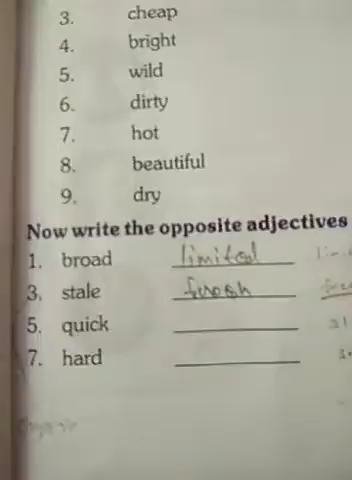 3. cheap
4. bright
5. wild
6. dirty
7. hot
8. beautiful
9. dry
Now write the opposite adjectives
1. broad limited
3. stale
5. quick
7. hard